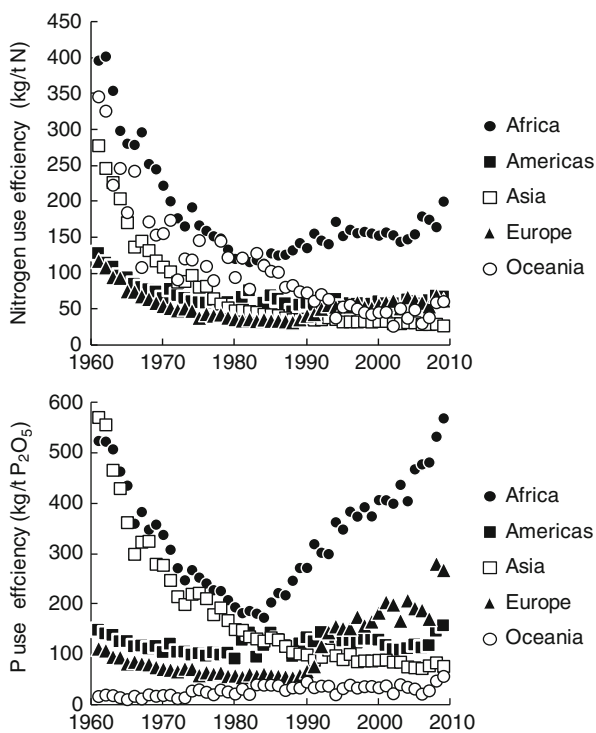 450
400
350
300
250
200
150
100
50
0
Nitrogen use effciency (kg/t N)
1960 1970 1980 1990 2000 2010
Africa
Americas
Asia
Europe
Oceania
600
500
400
300
200
100
0
P use effciency (kg/t P₂O₅)
1960 1970 1980 1990 2000 2010
Africa
Americas
Asia
Europe
Oceania